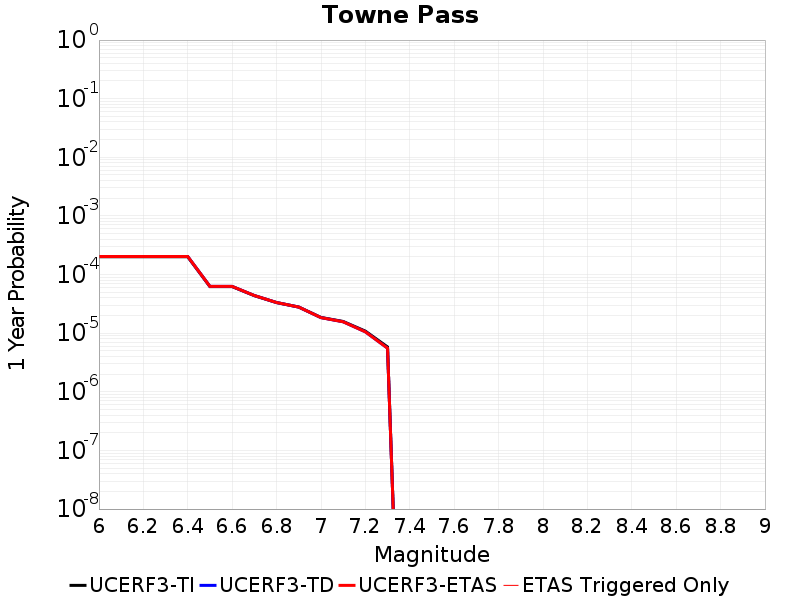 Towne Pass
1 Year Probability
10^0
10^-1
10^-2
10^-3
10^-4
10^-5
10^-6
10^-7
10^-8
6 6.2 6.4 6.6 6.8 7 7.2 7.4 7.6 7.8 8 8.2 8.4 8.6 8.8 9
Magnitude
UCERF3-TI UCERF3-TD UCERF3-ETAS ETAS Triggered Only